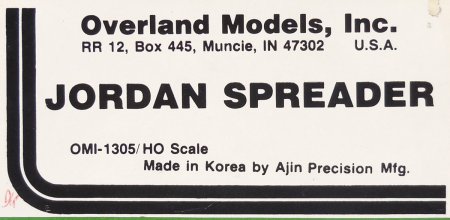 Overland Models, Inc.
RR 12, Box 445, Muncie, IN 47302 U.S.A.
JORDAN SPREADER
OMI-1305/HO Scale
Made in Korea by Ajin Precision Mfg.